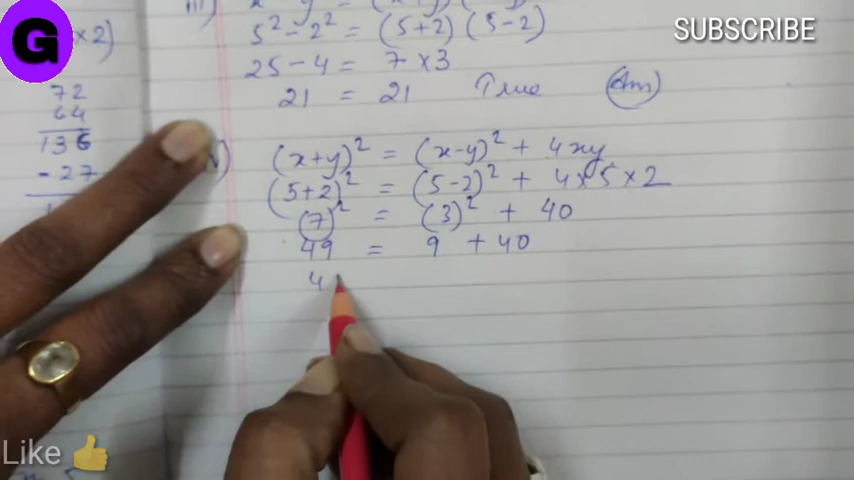 G
SUBSCRIBE
×2)
72
64
136
-27
5² - 2² = (5+2) (5-2)
25 - 4 = 7 × 3
21 = 21 True (Ans)
(x+y)² = (x-y)² + 4xy
(5+2)² = (5-2)² + 4×5×2
(7)² = (3)² + 40
49 = 9 + 40
4
Like 👍